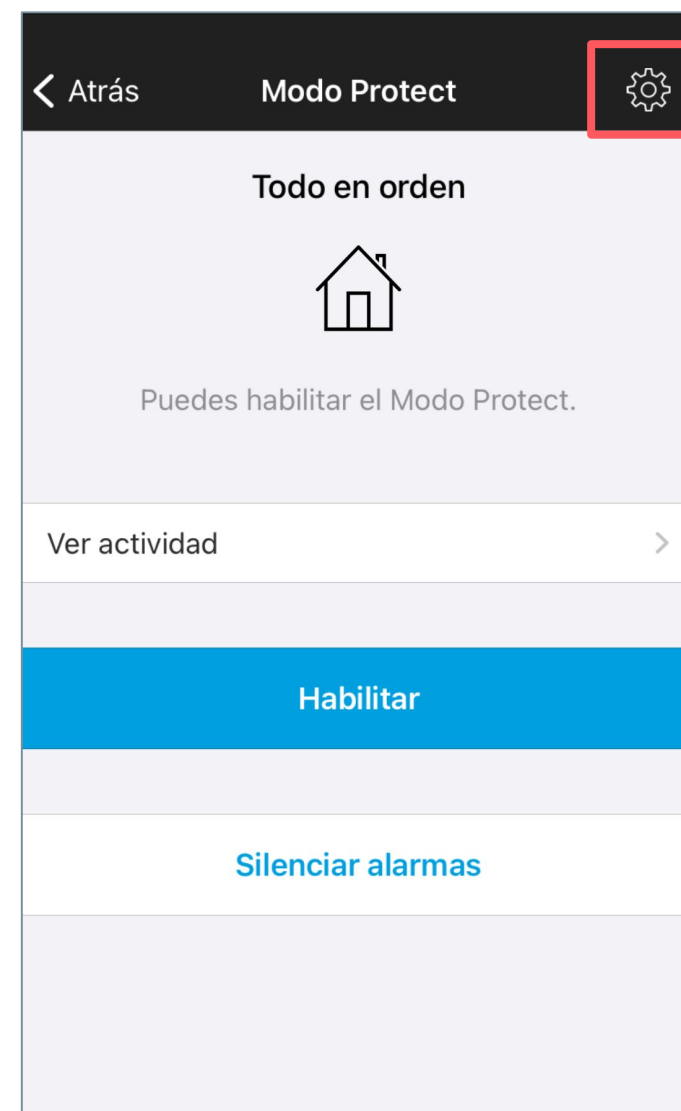 Atrás
Modo Protect
Todo en orden
Puedes habilitar el Modo Protect.
Ver actividad
Habilitar
Silenciar alarmas